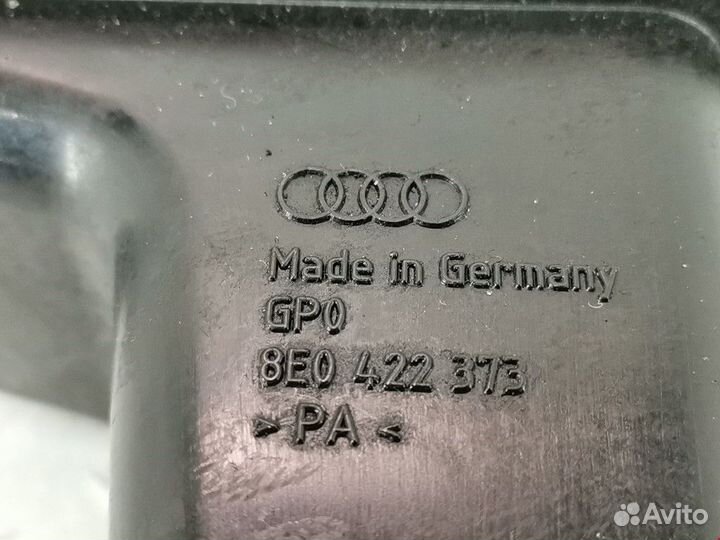 Made in Germany
GP0
8E0 422 373
> PA <
Avito